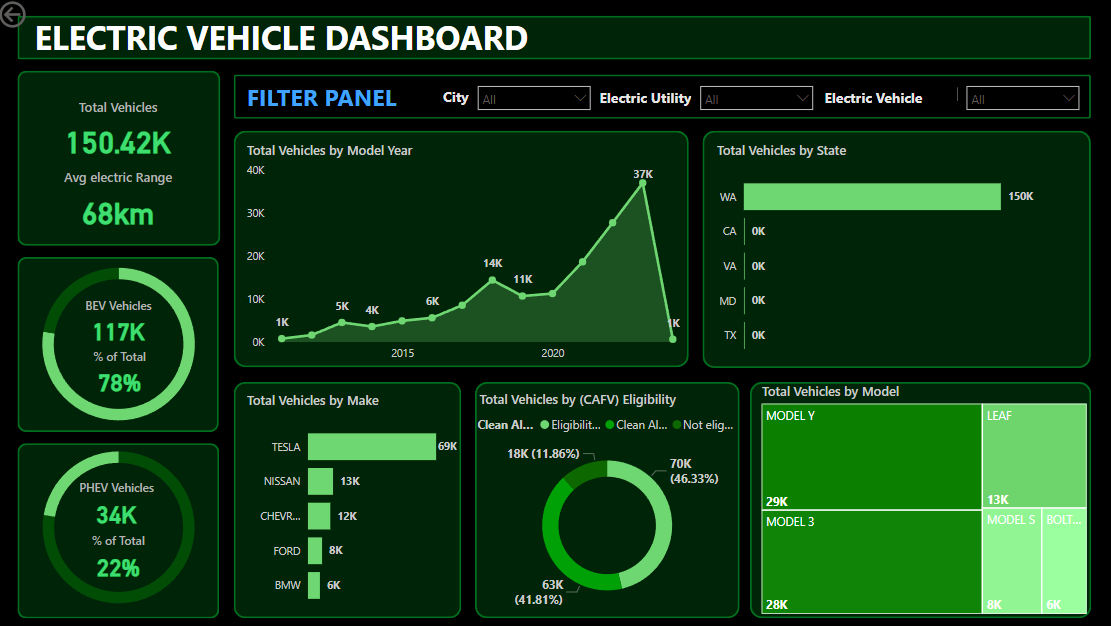 ELECTRIC VEHICLE DASHBOARD
Total Vehicles
150.42K
Avg electric Range
68km
FILTER PANEL
City
All
Electric Utility
All
Electric Vehicle
All
Total Vehicles by Model Year
40K
30K
20K
10K
0K
1K
5K
4K
6K
14K
11K
37K
1K
2015
2020
Total Vehicles by State
WA 150K
CA 0K
VA 0K
MD 0K
TX 0K
BEV Vehicles
117K
% of Total
78%
PHEV Vehicles
34K
% of Total
22%
Total Vehicles by Make
TESLA 69K
NISSAN 13K
CHEVR... 12K
FORD 8K
BMW 6K
Total Vehicles by (CAFV) Eligibility
Clean Al... Eligibilit... Clean Al... Not elig...
18K (11.86%)
70K
(46.33%)
63K
(41.81%)
Total Vehicles by Model
MODEL Y
29K
MODEL 3
28K
LEAF
13K
MODEL S
8K
BOLT...
6K